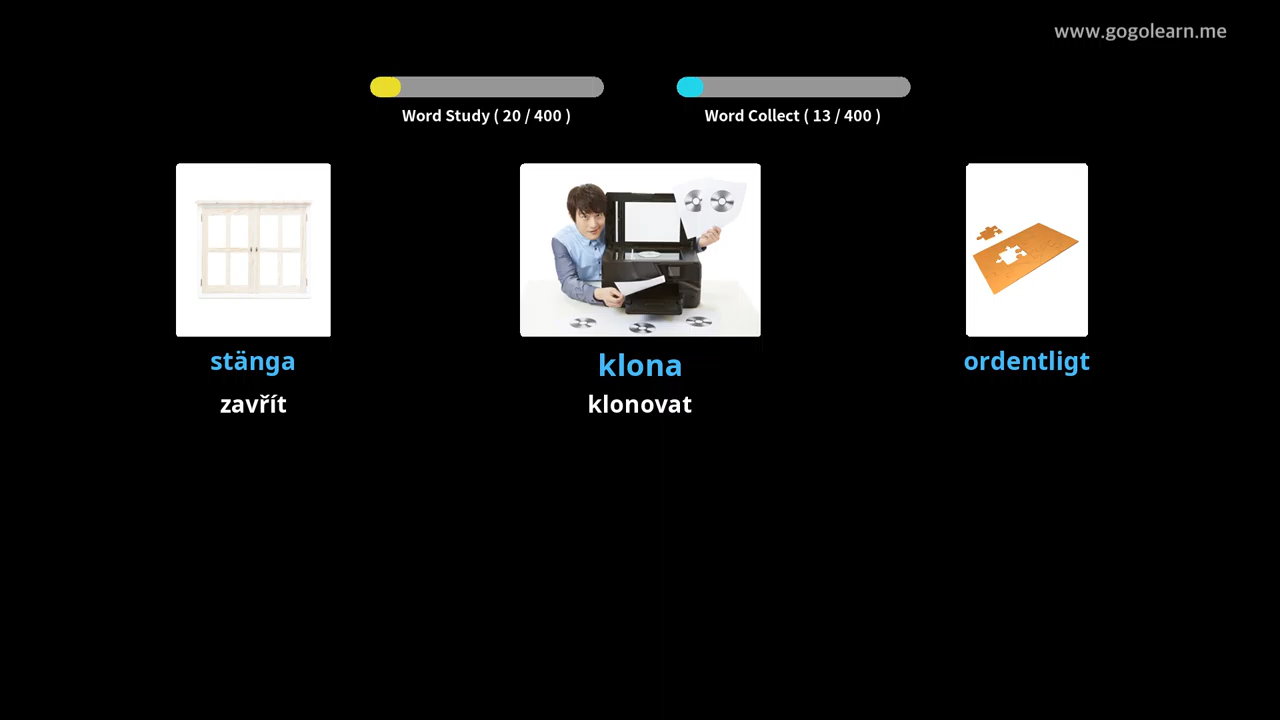 www.gogolearn.me
Word Study ( 20 / 400 )
Word Collect ( 13 / 400 )
stänga
klona
ordentligt
zavřít
klonovat